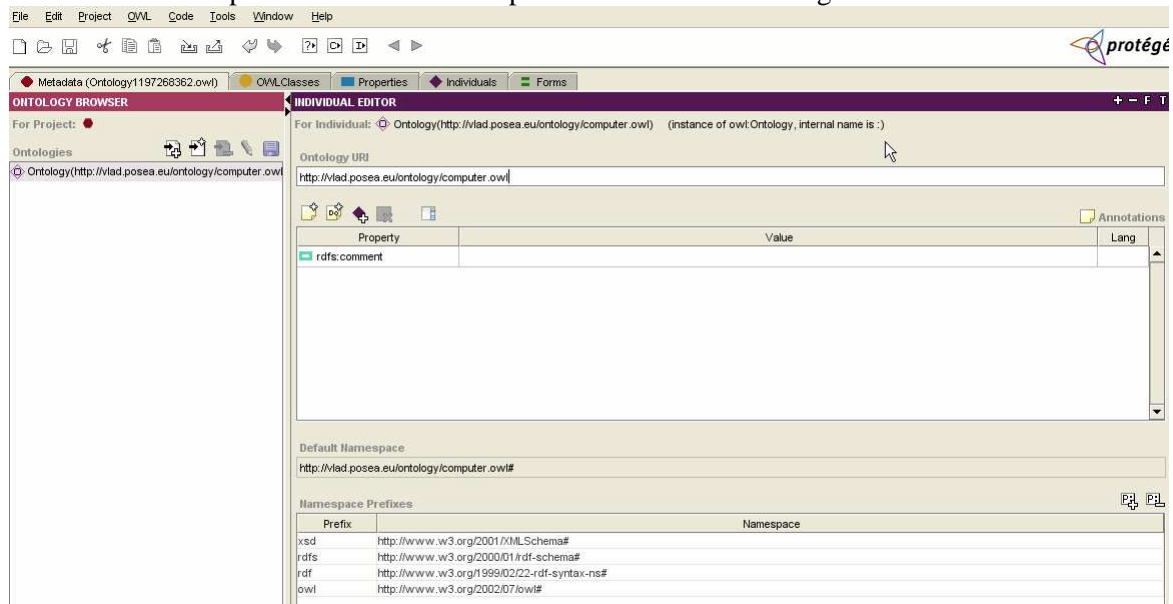 File Edit Project OWL Code Tools Window Help
protégé
Metadata (Ontology1197268362.owl) OWLClasses Properties Individuals Forms
ONTOLOGY BROWSER
For Project:
Ontologies
Ontology(http://vlad.posea.eu/ontology/computer.owl
INDIVIDUAL EDITOR + − F T
For Individual: Ontology(http://vlad.posea.eu/ontology/computer.owl) (instance of owl:Ontology, internal name is :)
Ontology URI
http://vlad.posea.eu/ontology/computer.owl
Annotations
Property Value Lang
rdfs:comment
Default Namespace
http://vlad.posea.eu/ontology/computer.owl#
Namespace Prefixes
Prefix Namespace
xsd http://www.w3.org/2001/XMLSchema#
rdfs http://www.w3.org/2000/01/rdf-schema#
rdf http://www.w3.org/1999/02/22-rdf-syntax-ns#
owl http://www.w3.org/2002/07/owl#